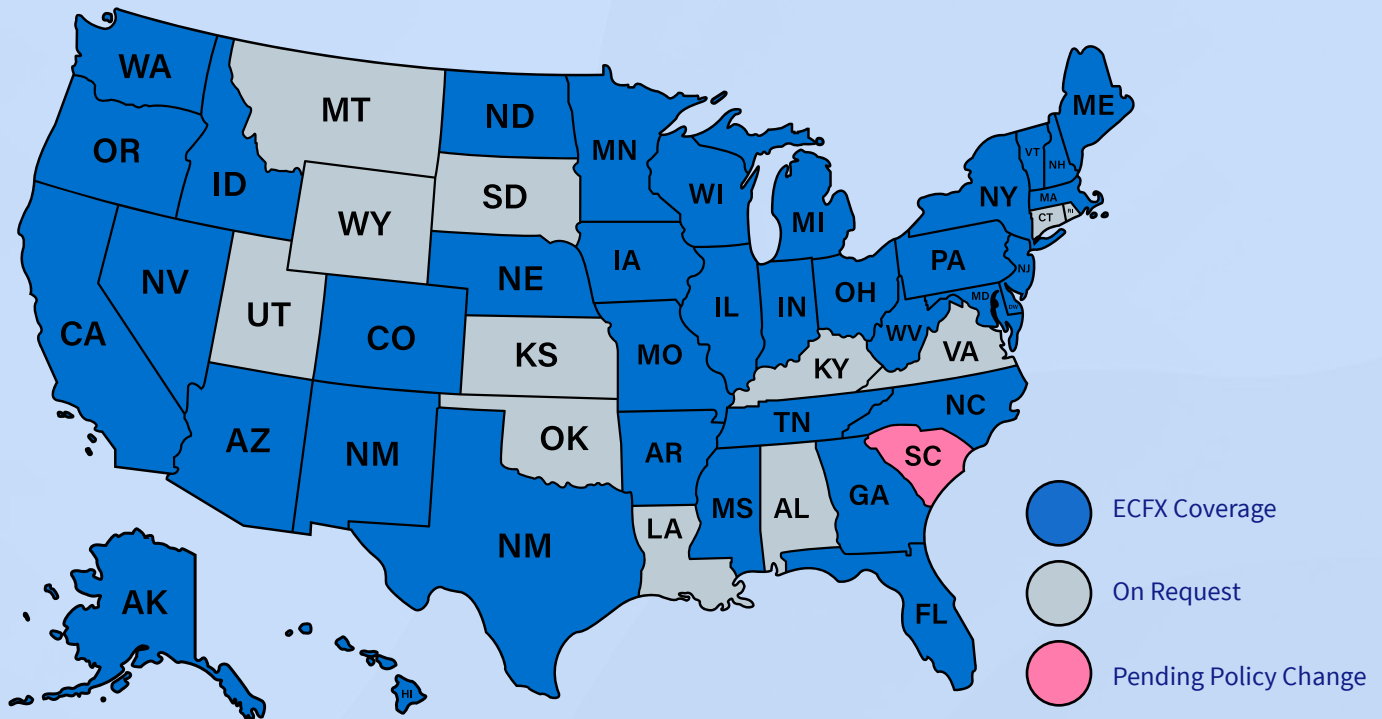 WA
MT
ND
MN
ME
OR
ID
SD
WI
VT
NH
NY
MA
CT
RI
WY
MI
IA
NE
PA
NJ
NV
UT
CO
IL
IN
OH
MD
DW
WV
VA
CA
KS
MO
KY
AZ
NM
OK
AR
TN
NC
SC
MS
AL
GA
LA
NM
AK
FL
HI
ECFX Coverage
On Request
Pending Policy Change